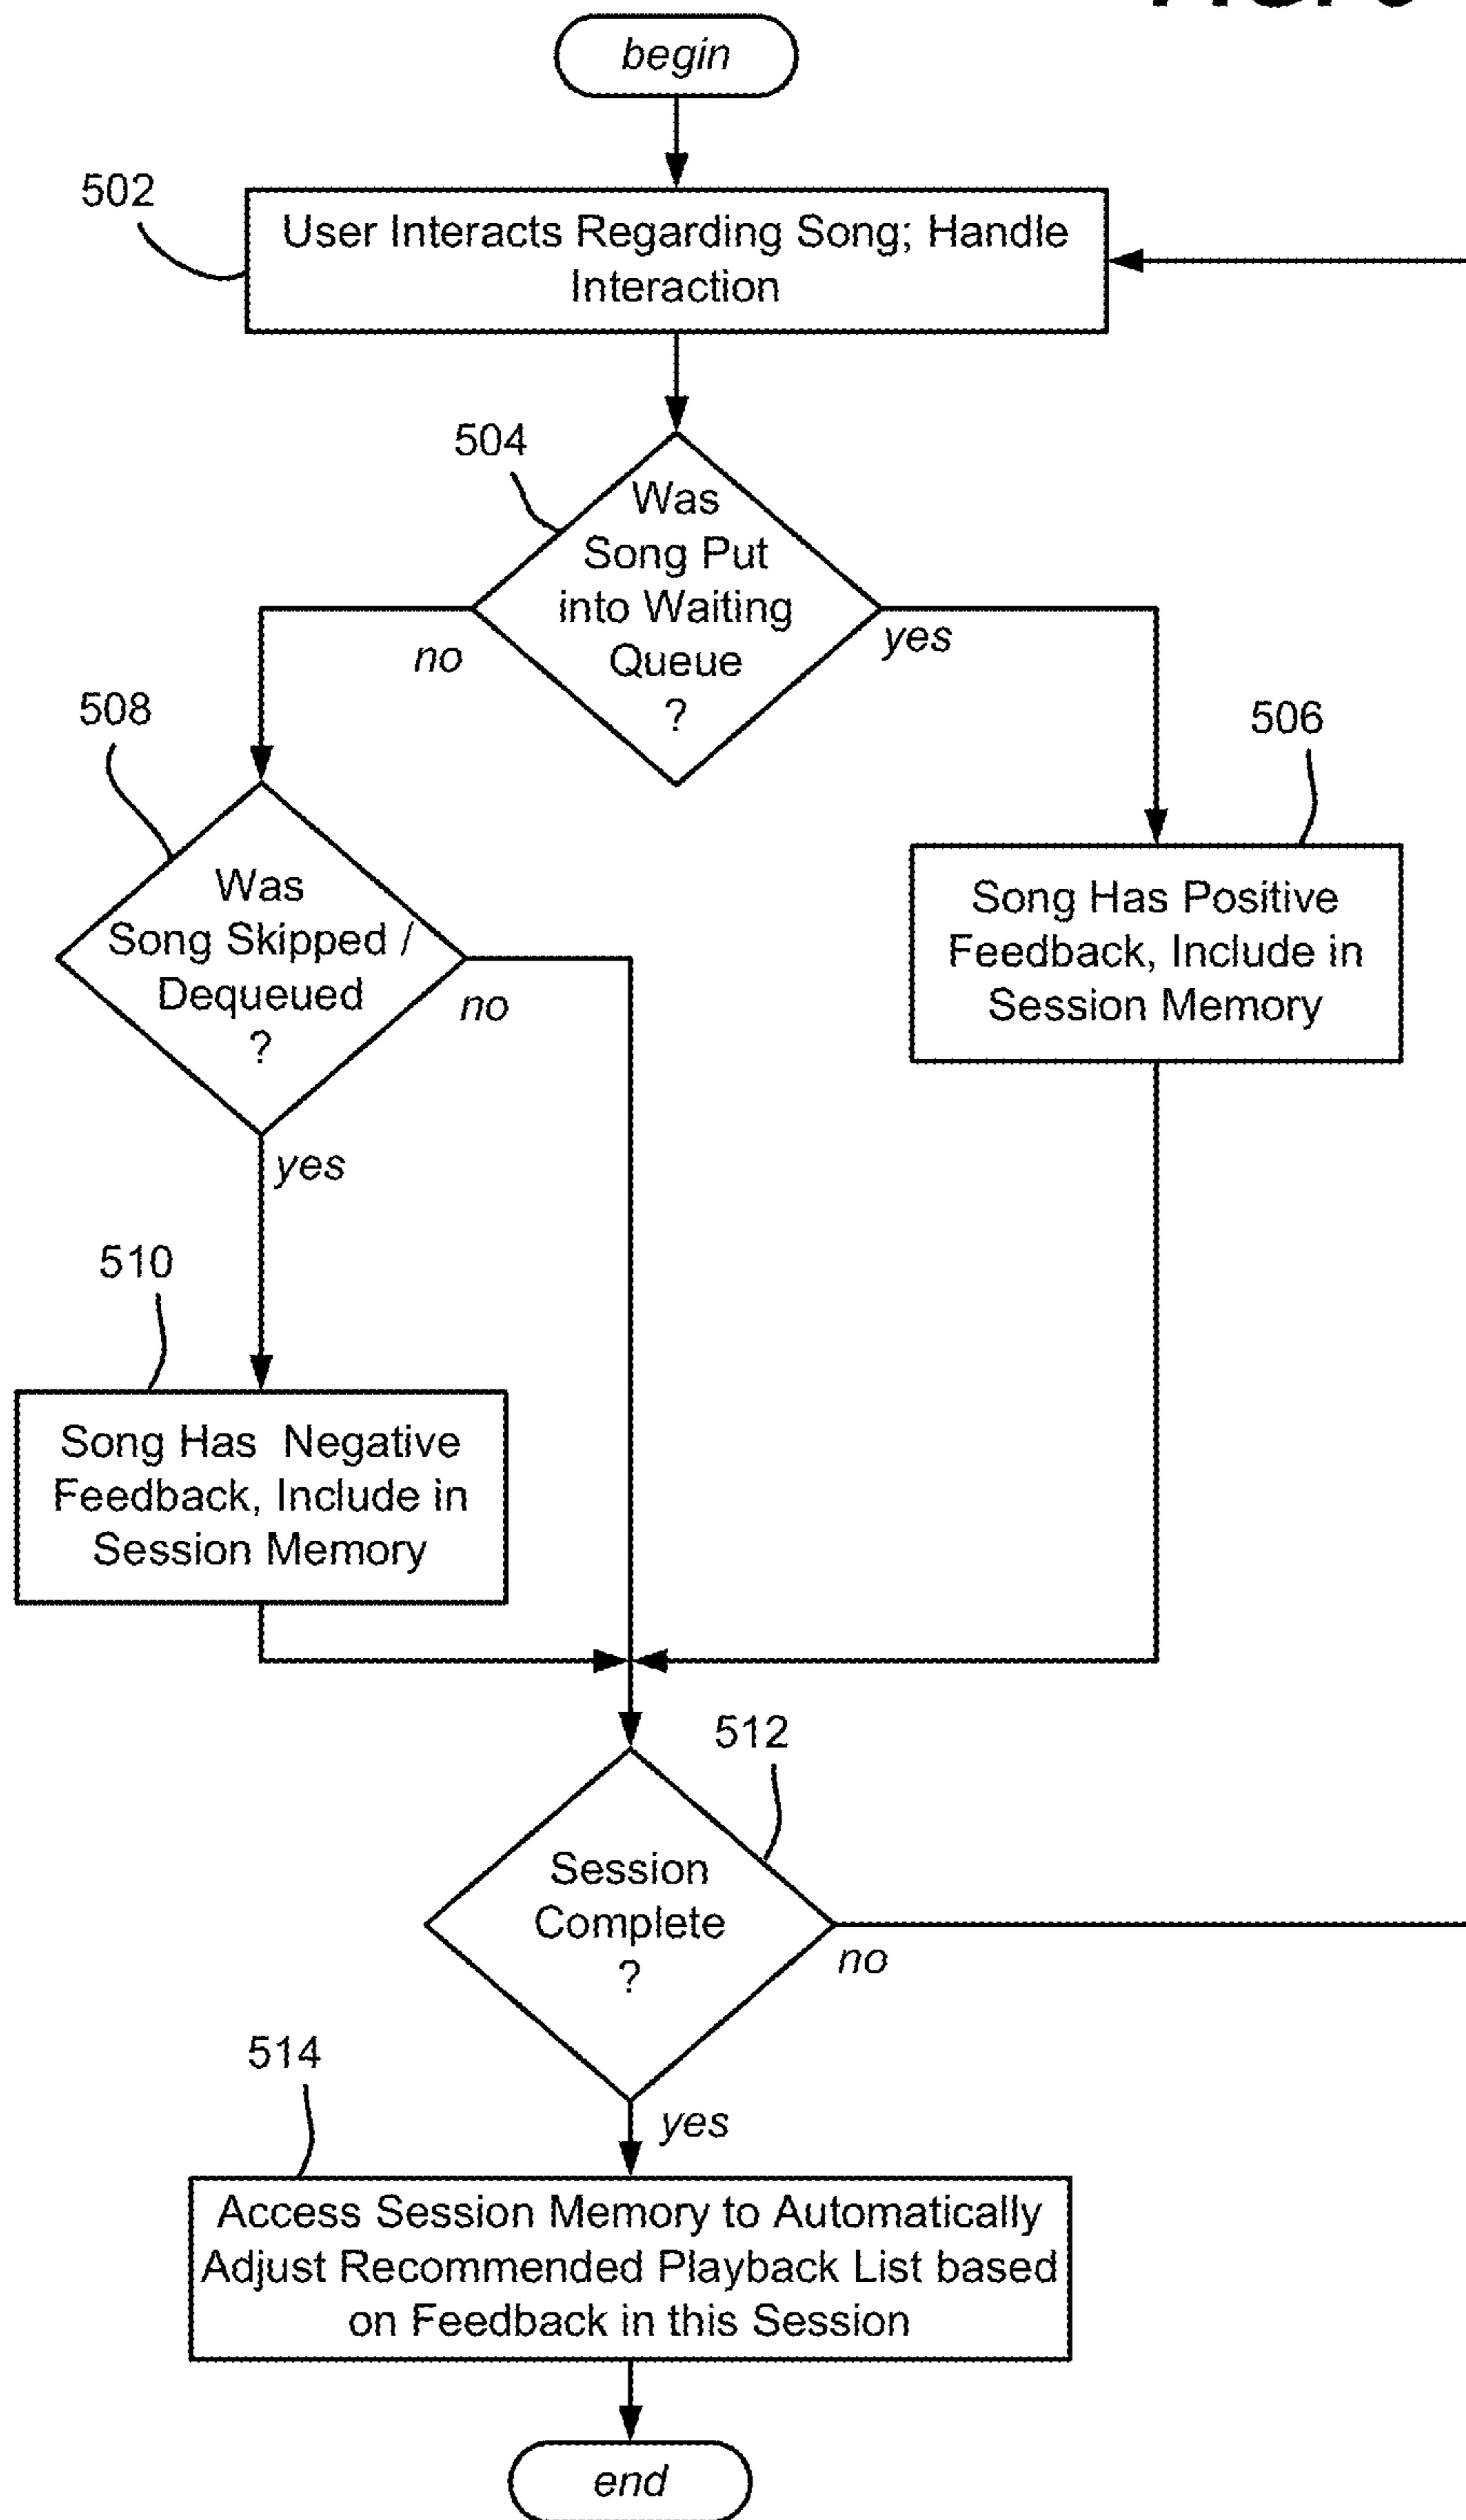 begin
502
User Interacts Regarding Song; Handle
Interaction
504
Was
Song Put
into Waiting
Queue
?
no
yes
508
506
Was
Song Skipped /
Dequeued
?
no
yes
Song Has Positive
Feedback, Include in
Session Memory
510
Song Has Negative
Feedback, Include in
Session Memory
512
Session
Complete
?
no
yes
514
Access Session Memory to Automatically
Adjust Recommended Playback List based
on Feedback in this Session
end